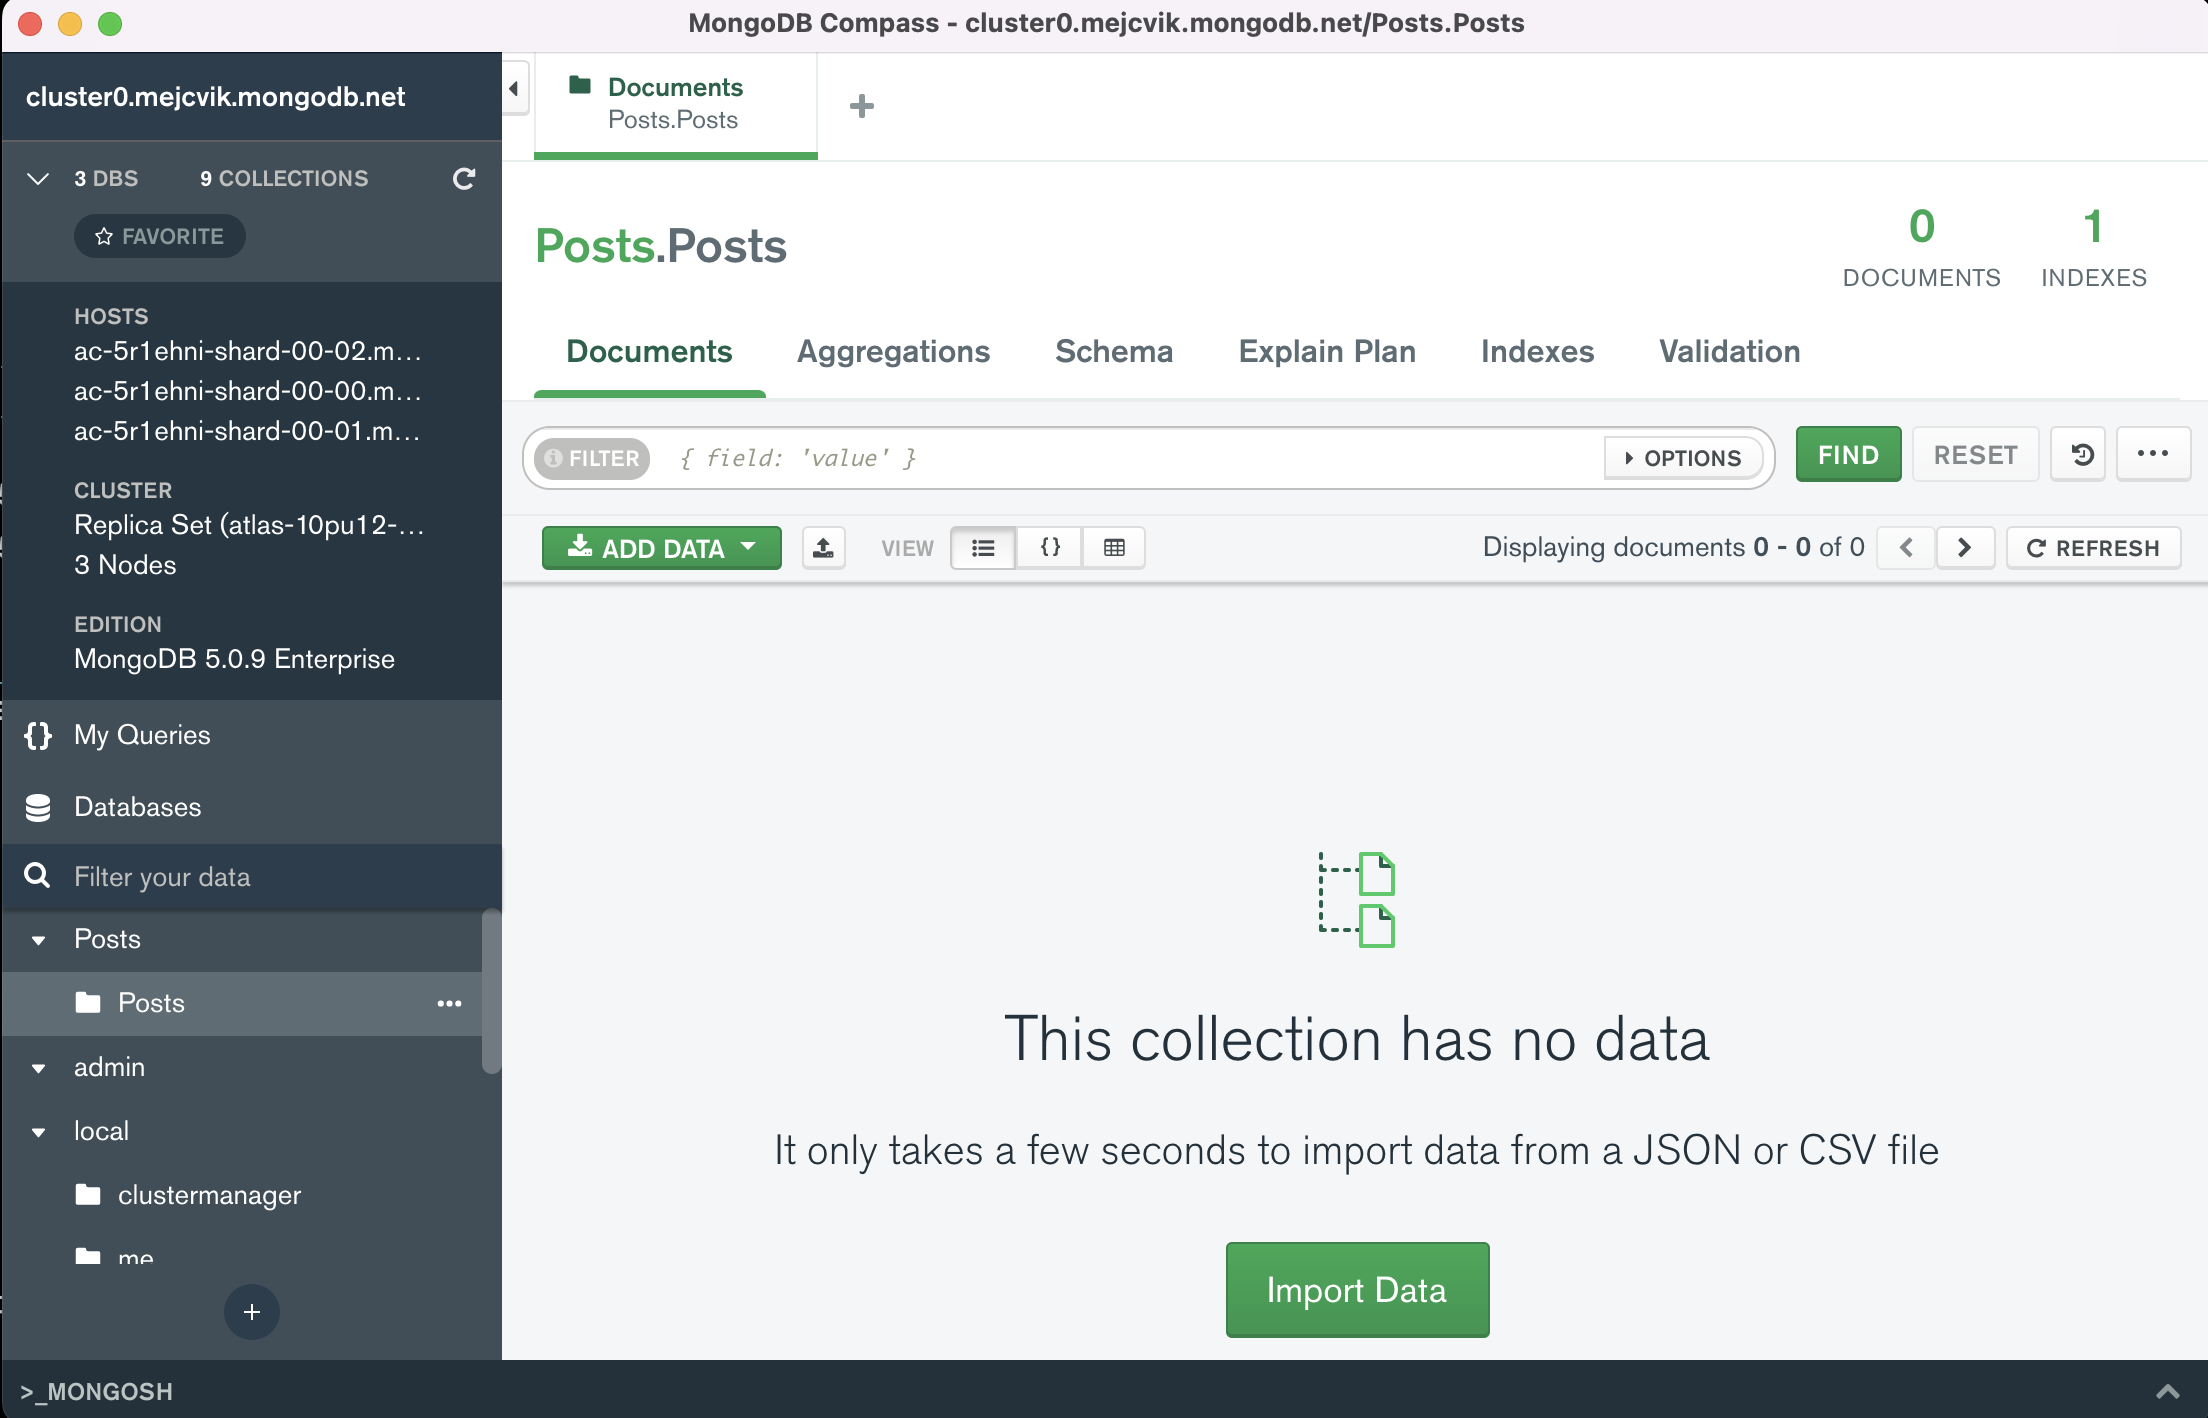 MongoDB Compass - cluster0.mejcvik.mongodb.net/Posts.Posts
cluster0.mejcvik.mongodb.net
3 DBS 9 COLLECTIONS
FAVORITE
HOSTS
ac-5r1ehni-shard-00-02.m...
ac-5r1ehni-shard-00-00.m...
ac-5r1ehni-shard-00-01.m...
CLUSTER
Replica Set (atlas-10pu12-...
3 Nodes
EDITION
MongoDB 5.0.9 Enterprise
{} My Queries
Databases
Filter your data
Posts
Posts
admin
local
clustermanager
me
+
Documents
Posts.Posts
Posts.Posts
0
DOCUMENTS
1
INDEXES
Documents Aggregations Schema Explain Plan Indexes Validation
FILTER { field: 'value' } OPTIONS FIND RESET
ADD DATA VIEW {} Displaying documents 0 - 0 of 0 REFRESH
This collection has no data
It only takes a few seconds to import data from a JSON or CSV file
Import Data
>_MONGOSH